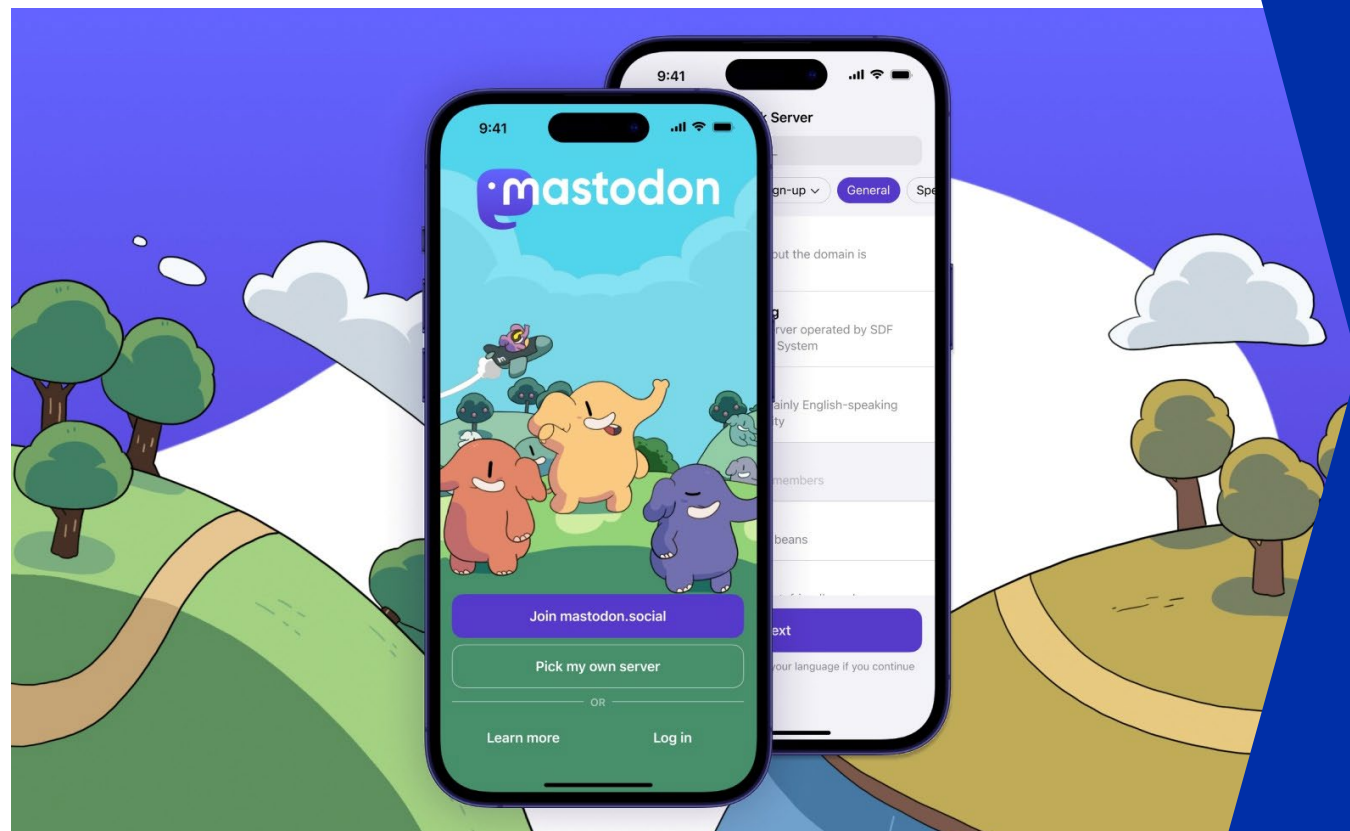 9:41
mastodon
Join mastodon.social
Pick my own server
OR
Learn more
Log in
9:41
Server
General
out the domain is
rver operated by SDF
System
ainly English-speaking
members
beans
ext
your language if you continue